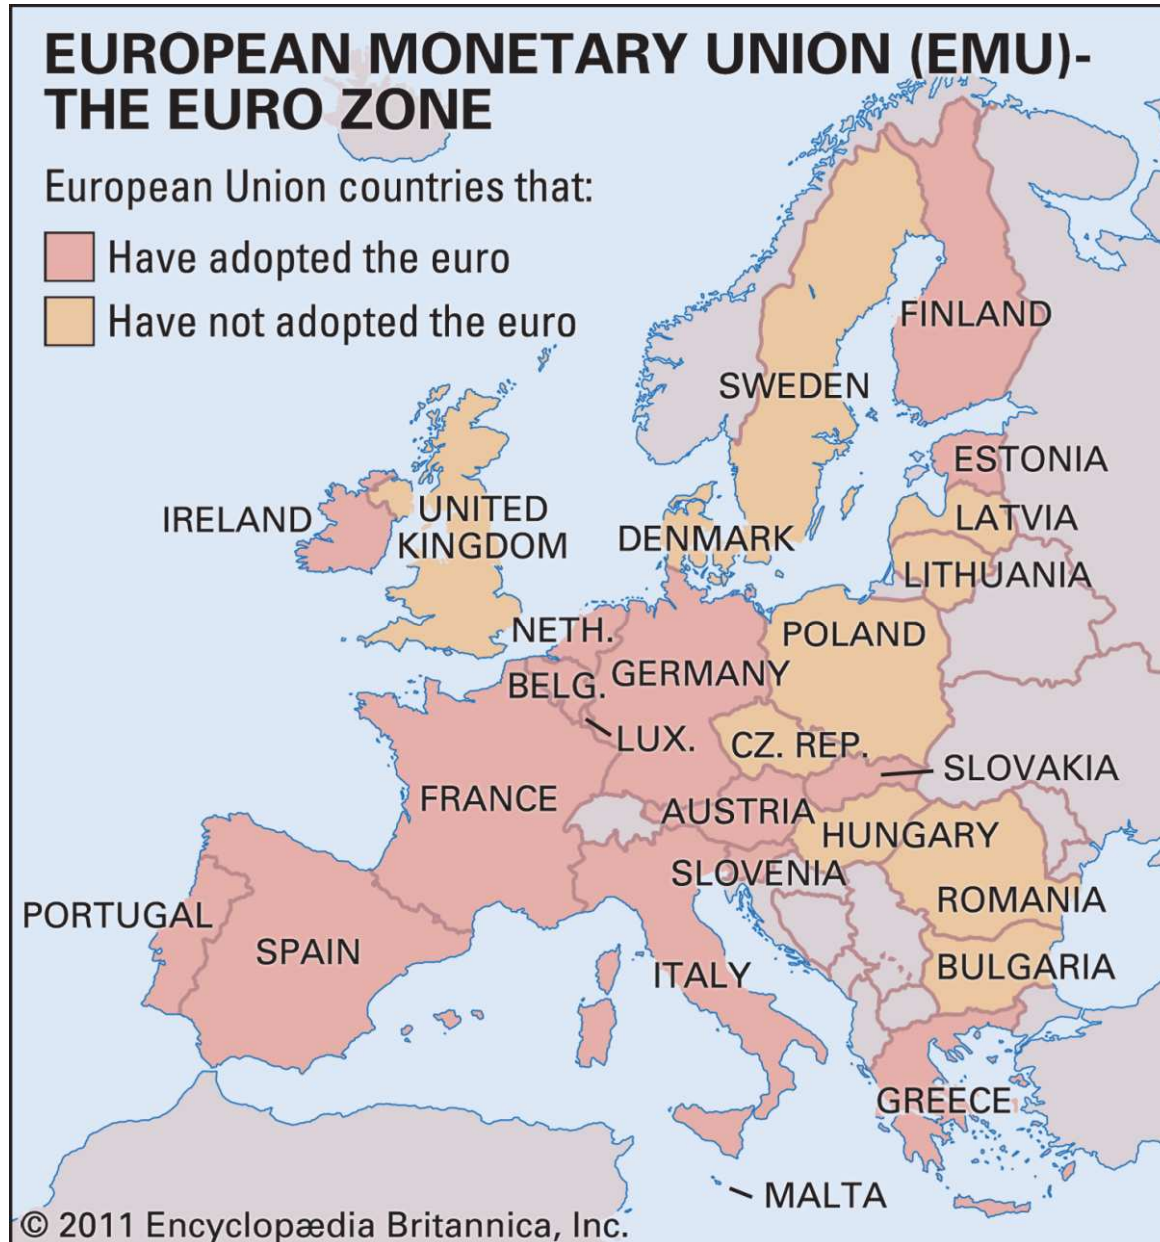 EUROPEAN MONETARY UNION (EMU)-
THE EURO ZONE
European Union countries that:
Have adopted the euro
Have not adopted the euro
FINLAND
SWEDEN
ESTONIA
IRELAND
UNITED
KINGDOM
DENMARK
LATVIA
LITHUANIA
NETH.
POLAND
BELG.
GERMANY
LUX.
CZ. REP.
SLOVAKIA
FRANCE
AUSTRIA
HUNGARY
SLOVENIA
PORTUGAL
SPAIN
ROMANIA
ITALY
BULGARIA
GREECE
MALTA
© 2011 Encyclopædia Britannica, Inc.